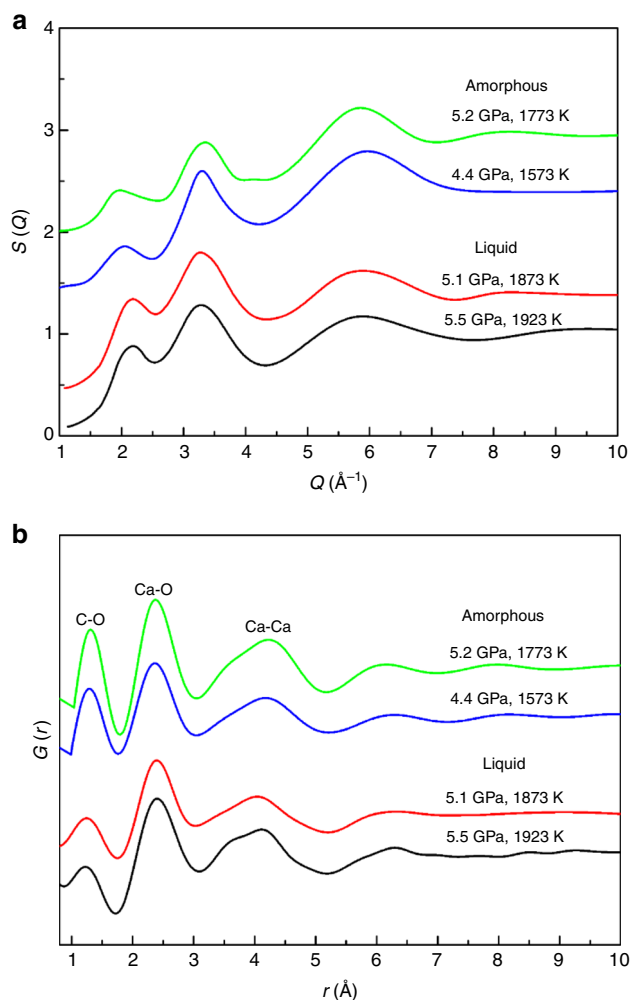 a
4
3
2
1
0
S (Q)
Amorphous
5.2 GPa, 1773 K
4.4 GPa, 1573 K
Liquid
5.1 GPa, 1873 K
5.5 GPa, 1923 K
1 2 3 4 5 6 7 8 9 10
Q (Å⁻¹)
b
G (r)
C-O
Ca-O
Ca-Ca
Amorphous
5.2 GPa, 1773 K
4.4 GPa, 1573 K
Liquid
5.1 GPa, 1873 K
5.5 GPa, 1923 K
1 2 3 4 5 6 7 8 9 10
r (Å)